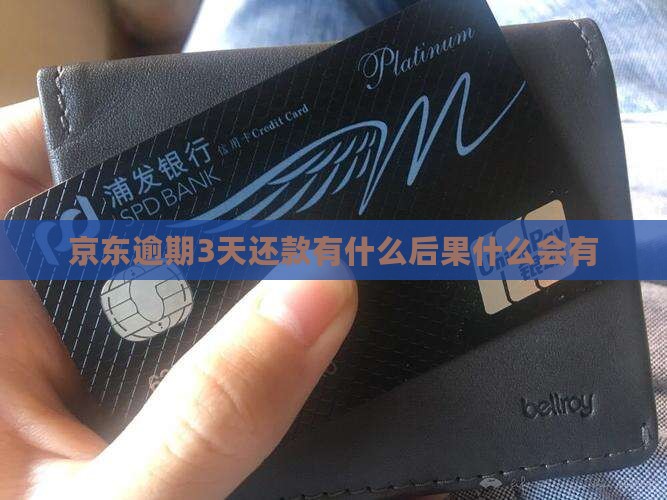 Platinum
信用卡Credit Card
浦发银行
SPD BANK
京东逾期3天还款有什么后果什么会有
bellroy